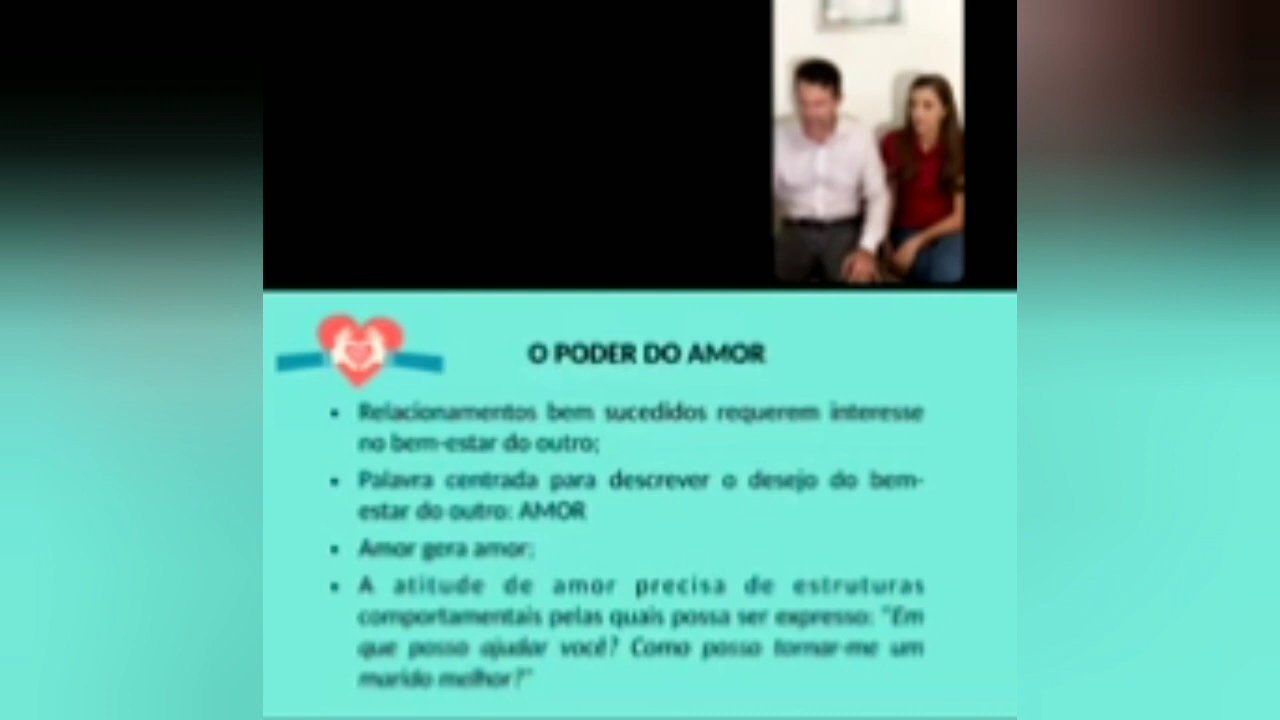 O PODER DO AMOR
• Relacionamentos bem sucedidos requerem interesse
no bem-estar do outro;
• Palavra centrada para descrever o desejo do bem-
estar do outro: AMOR
• Amor gera amor;
• A atitude de amor precisa de estruturas
comportamentais pelas quais possa ser expresso: "Em
que posso ajudar você? Como posso tornar-me um
marido melhor?"